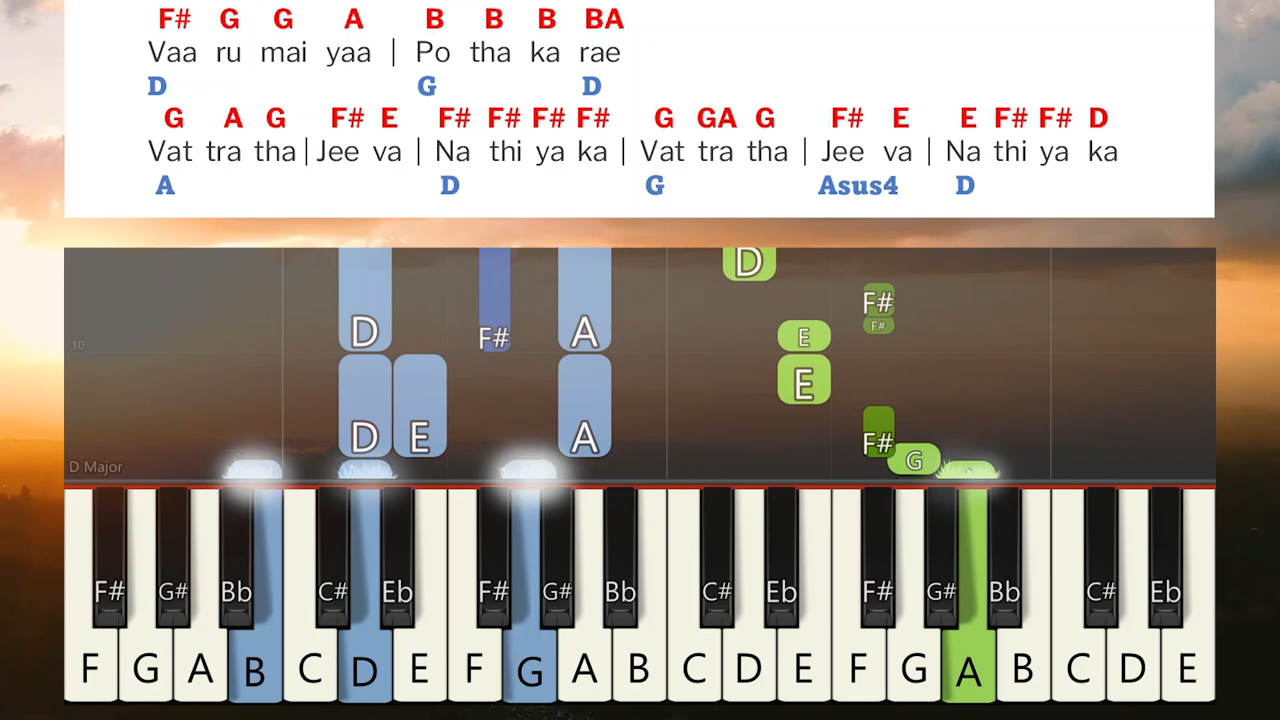 F# G G A B B B BA
Vaa ru mai yaa | Po tha ka rae
D G D
G A G F# E F# F# F# F# G GA G F# E E F# F# D
Vat tra tha | Jee va | Na thi ya ka | Vat tra tha | Jee va | Na thi ya ka
A D G Asus4 D
D
D F# A E F# F#
10
D E A E F# G
D Major
F# G# Bb C# Eb F# G# Bb C# Eb F# G# Bb C# Eb
F G A B C D E F G A B C D E F G A B C D E